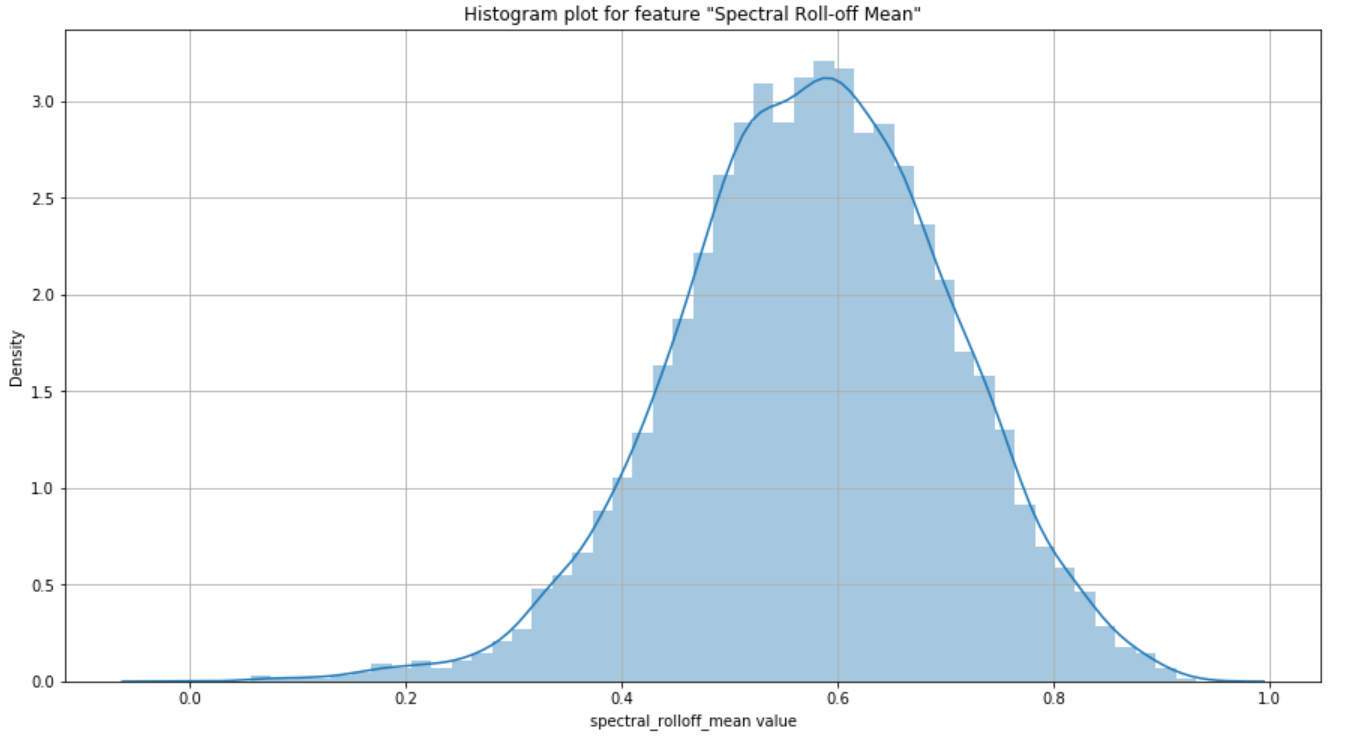 Histogram plot for feature "Spectral Roll-off Mean"
3.0
2.5
2.0
1.5
1.0
0.5
0.0
Density
0.0 0.2 0.4 0.6 0.8 1.0
spectral_rolloff_mean value